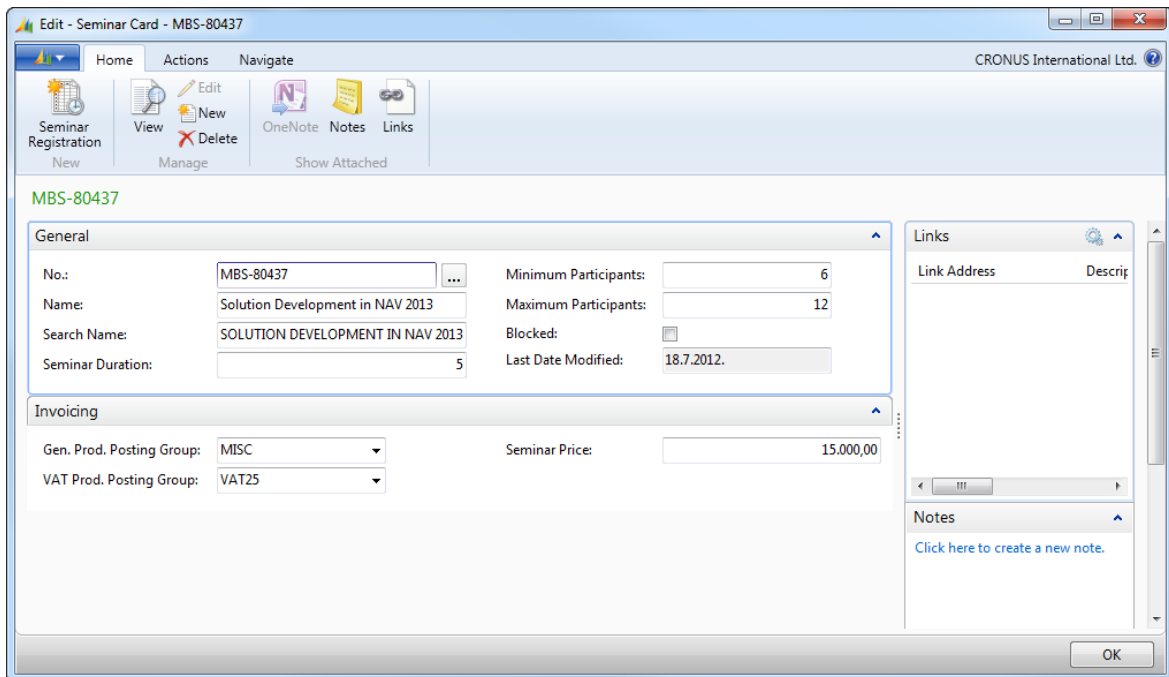 Edit - Seminar Card - MBS-80437
Home Actions Navigate CRONUS International Ltd.
Seminar Registration
View
Edit
New
Delete
OneNote Notes Links
New Manage Show Attached
MBS-80437
General
No.: MBS-80437 ...
Name: Solution Development in NAV 2013
Search Name: SOLUTION DEVELOPMENT IN NAV 2013
Seminar Duration: 5
Minimum Participants: 6
Maximum Participants: 12
Blocked:
Last Date Modified: 18.7.2012.
Invoicing
Gen. Prod. Posting Group: MISC
VAT Prod. Posting Group: VAT25
Seminar Price: 15.000,00
Links
Link Address Descrip
Notes
Click here to create a new note.
OK